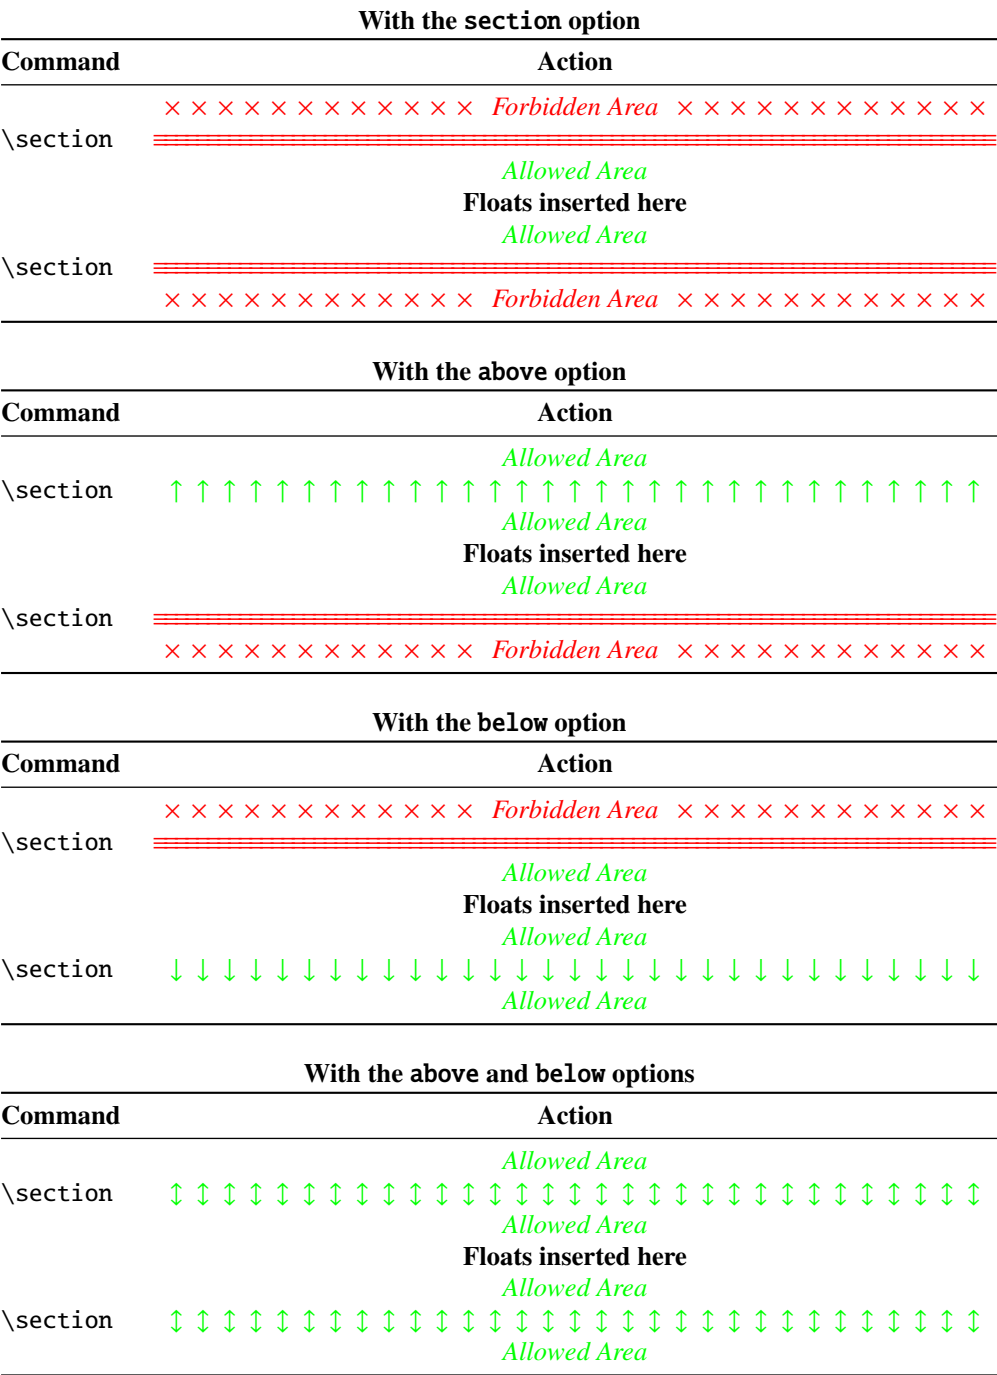 With the section option
Command Action
× × × × × × × × × × × × Forbidden Area × × × × × × × × × × × ×
\section
Allowed Area
Floats inserted here
Allowed Area
\section
× × × × × × × × × × × × Forbidden Area × × × × × × × × × × × ×
With the above option
Command Action
Allowed Area
\section ↑ ↑ ↑ ↑ ↑ ↑ ↑ ↑ ↑ ↑ ↑ ↑ ↑ ↑ ↑ ↑ ↑ ↑ ↑ ↑ ↑ ↑ ↑ ↑ ↑ ↑ ↑ ↑ ↑ ↑ ↑
Allowed Area
Floats inserted here
Allowed Area
\section
× × × × × × × × × × × × Forbidden Area × × × × × × × × × × × ×
With the below option
Command Action
× × × × × × × × × × × × Forbidden Area × × × × × × × × × × × ×
\section
Allowed Area
Floats inserted here
Allowed Area
\section ↓ ↓ ↓ ↓ ↓ ↓ ↓ ↓ ↓ ↓ ↓ ↓ ↓ ↓ ↓ ↓ ↓ ↓ ↓ ↓ ↓ ↓ ↓ ↓ ↓ ↓ ↓ ↓ ↓ ↓ ↓
Allowed Area
With the above and below options
Command Action
Allowed Area
\section ↕ ↕ ↕ ↕ ↕ ↕ ↕ ↕ ↕ ↕ ↕ ↕ ↕ ↕ ↕ ↕ ↕ ↕ ↕ ↕ ↕ ↕ ↕ ↕ ↕ ↕ ↕ ↕ ↕ ↕ ↕
Allowed Area
Floats inserted here
Allowed Area
\section ↕ ↕ ↕ ↕ ↕ ↕ ↕ ↕ ↕ ↕ ↕ ↕ ↕ ↕ ↕ ↕ ↕ ↕ ↕ ↕ ↕ ↕ ↕ ↕ ↕ ↕ ↕ ↕ ↕ ↕ ↕
Allowed Area